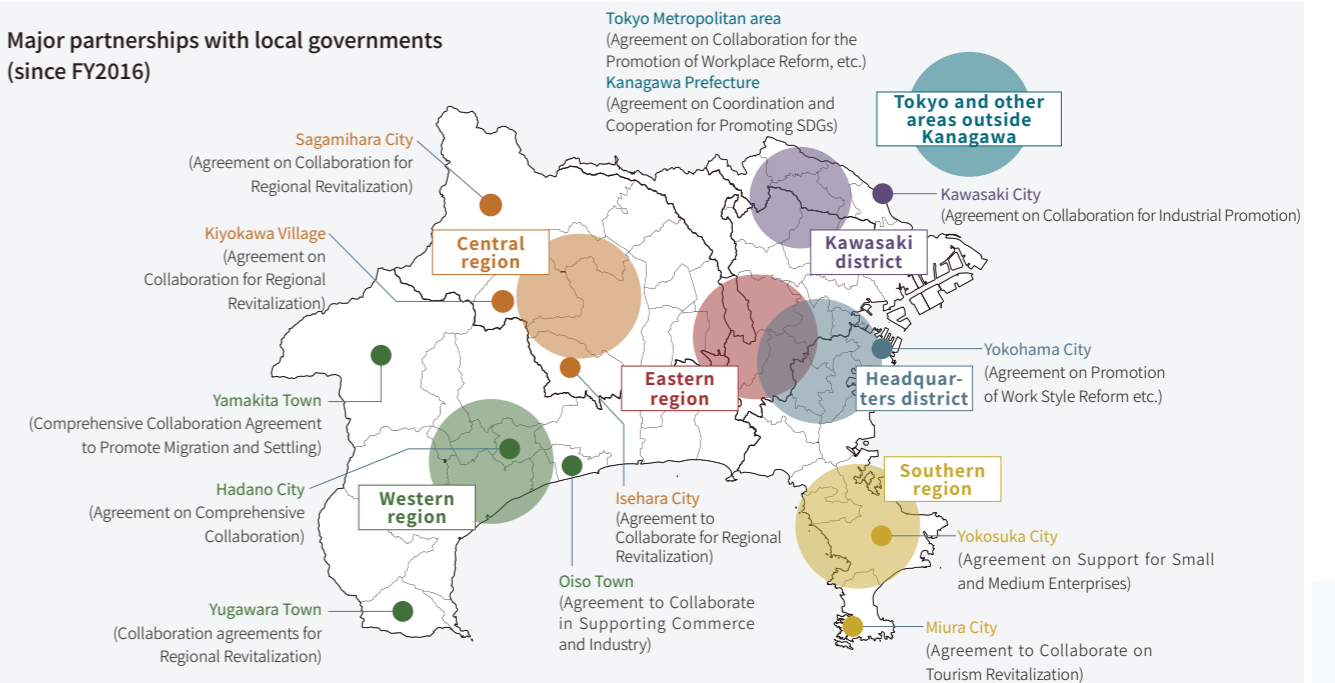 Major partnerships with local governments
(since FY2016)
Tokyo Metropolitan area
(Agreement on Collaboration for the
Promotion of Workplace Reform, etc.)
Kanagawa Prefecture
(Agreement on Coordination and
Cooperation for Promoting SDGs)
Tokyo and other
areas outside
Kanagawa
Sagamihara City
(Agreement on Collaboration for
Regional Revitalization)
Kawasaki City
(Agreement on Collaboration for Industrial Promotion)
Kiyokawa Village
(Agreement on
Collaboration for Regional
Revitalization)
Central
region
Kawasaki
district
Yokohama City
(Agreement on Promotion
of Work Style Reform etc.)
Eastern
region
Headquar-
ters district
Yamakita Town
(Comprehensive Collaboration Agreement
to Promote Migration and Settling)
Hadano City
(Agreement on Comprehensive
Collaboration)
Western
region
Isehara City
(Agreement to
Collaborate for Regional
Revitalization)
Southern
region
Yokosuka City
(Agreement on Support for Small
and Medium Enterprises)
Oiso Town
(Agreement to Collaborate
in Supporting Commerce
and Industry)
Yugawara Town
(Collaboration agreements for
Regional Revitalization)
Miura City
(Agreement to Collaborate on
Tourism Revitalization)